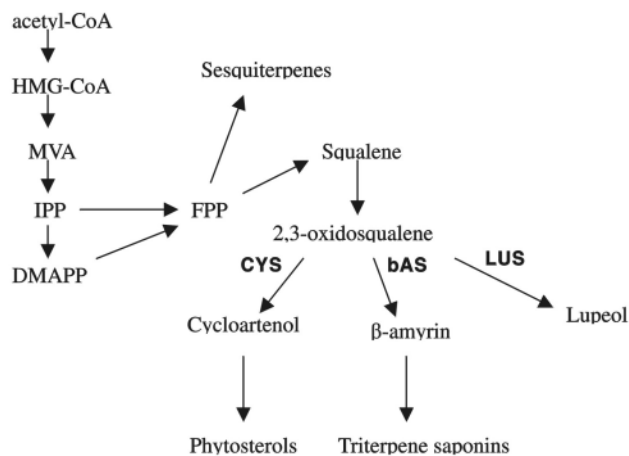 acetyl-CoA
HMG-CoA
Sesquiterpenes
MVA
Squalene
IPP
FPP
2,3-oxidosqualene
DMAPP
CYS
bAS
LUS
Cycloartenol
β-amyrin
Lupeol
Phytosterols
Triterpene saponins